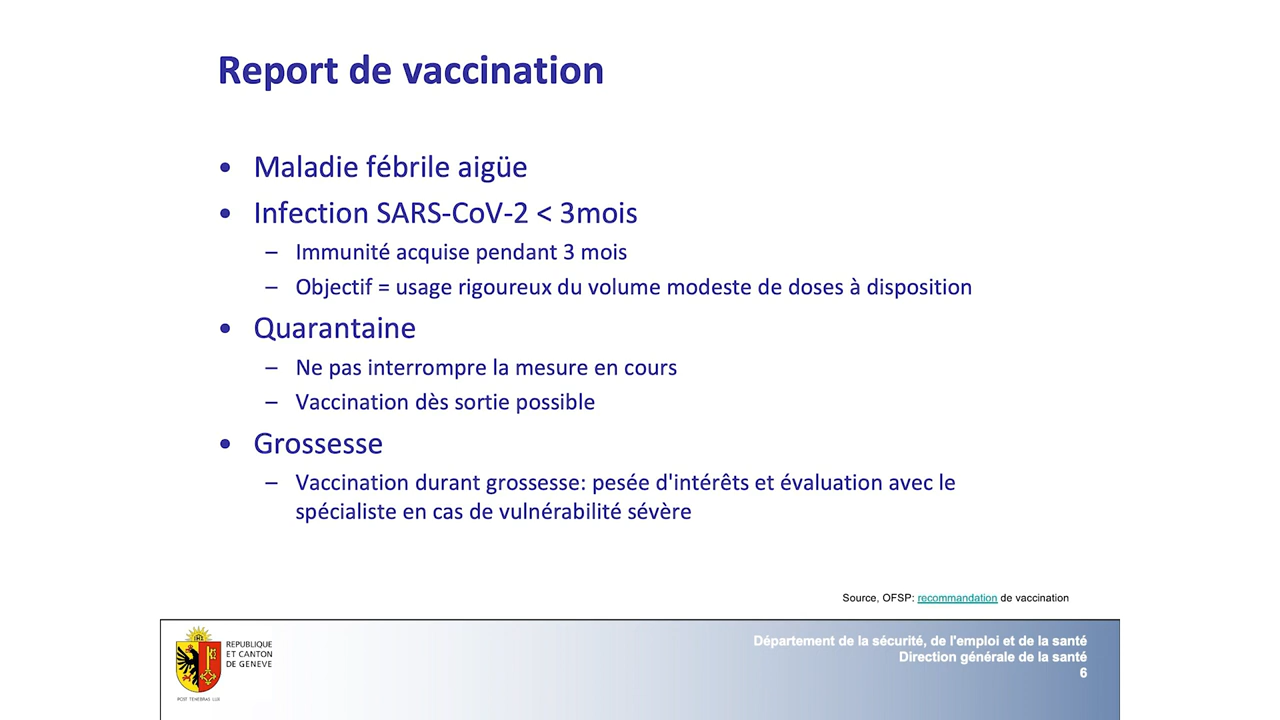 Report de vaccination
• Maladie fébrile aigüe
• Infection SARS-CoV-2 < 3mois
– Immunité acquise pendant 3 mois
– Objectif = usage rigoureux du volume modeste de doses à disposition
• Quarantaine
– Ne pas interrompre la mesure en cours
– Vaccination dès sortie possible
• Grossesse
– Vaccination durant grossesse: pesée d'intérêts et évaluation avec le
spécialiste en cas de vulnérabilité sévère
Source, OFSP: recommandation de vaccination
REPUBLIQUE
ET CANTON
DE GENEVE
POST TENEBRAS LUX
Département de la sécurité, de l'emploi et de la santé
Direction générale de la santé
6